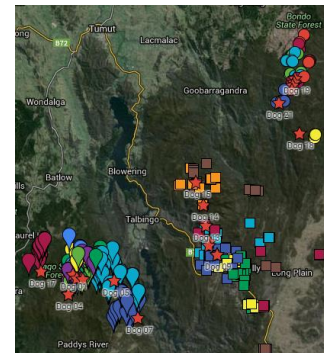 Bondo
State Forest
Tumut
B72
Lacmalac
Wondalga
Goobarragandra
Dog 19
Dog 21
Dog 18
Batlow
Blowering
Dog 16
Talbingo
Dog 14
Dog 15
B
Long Plain
Dog 17
Dog 04
Dog 05
Dog 07
Paddys River